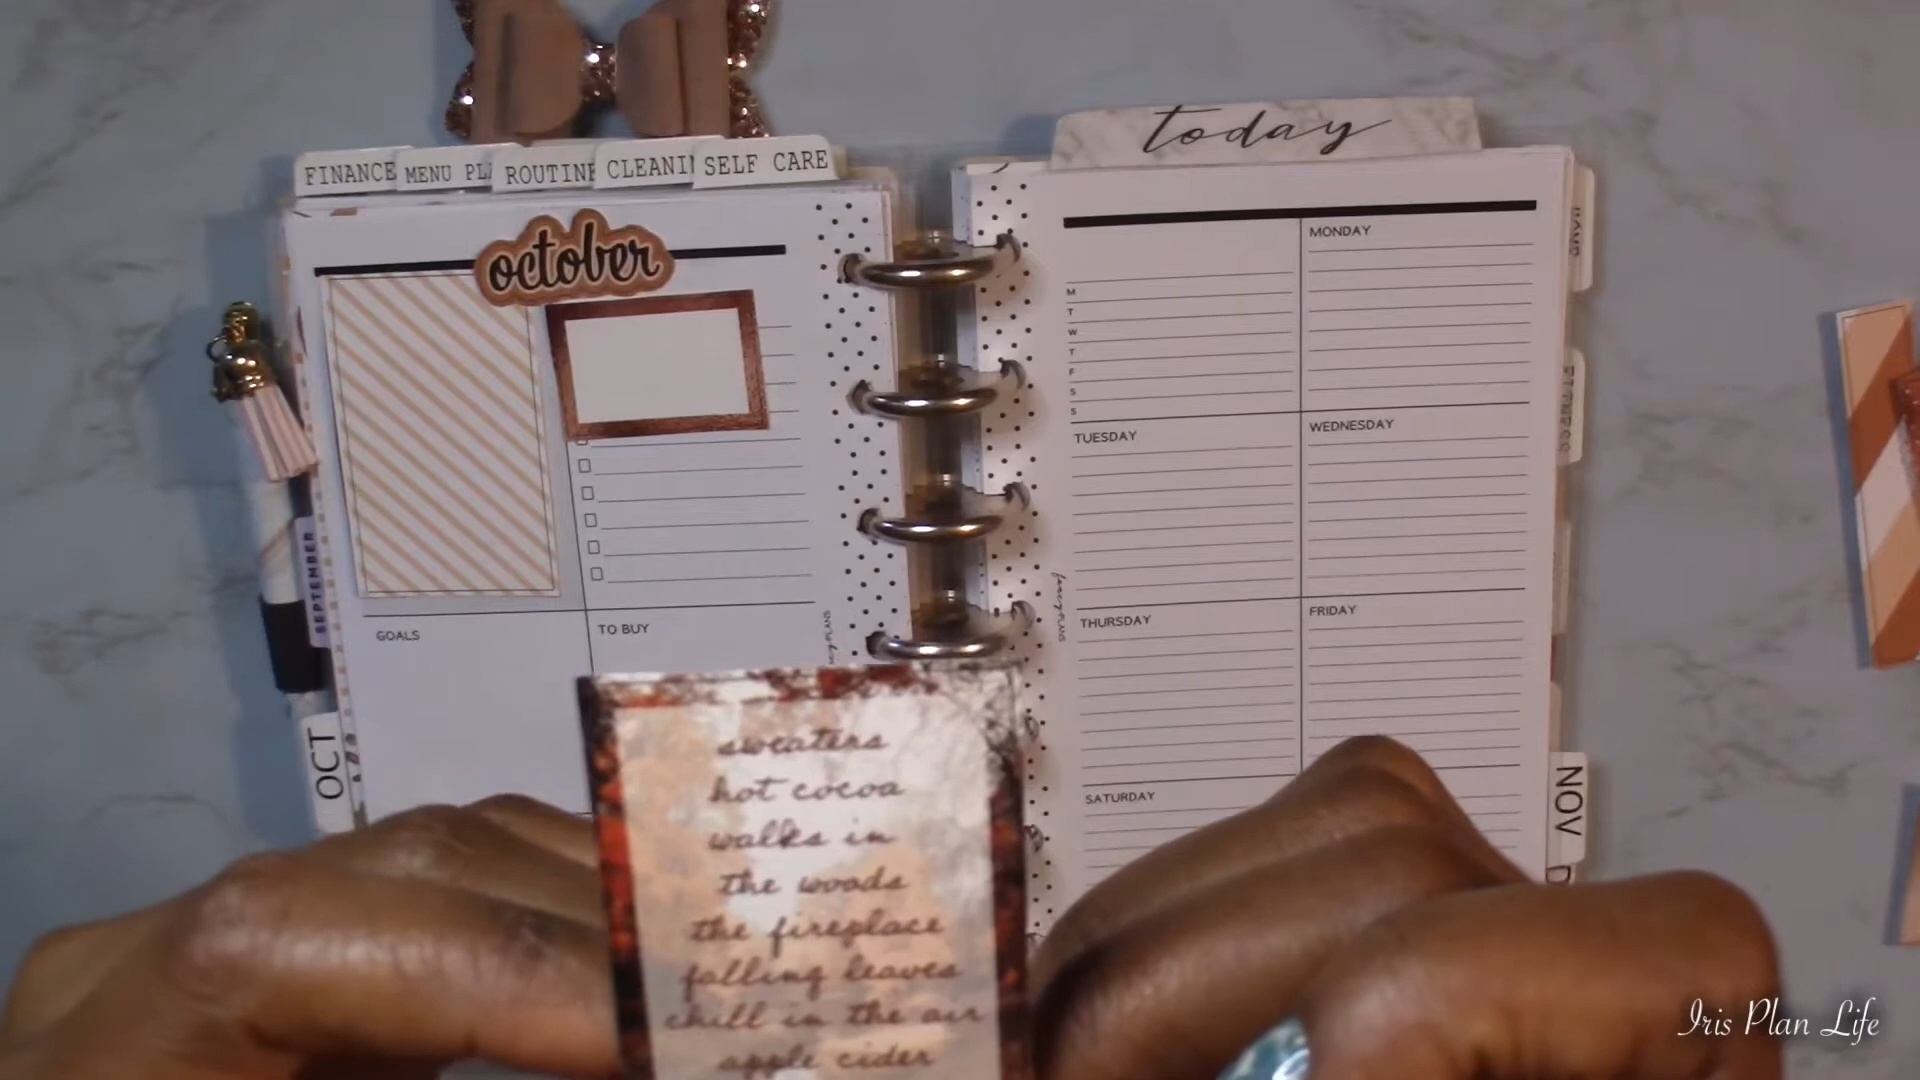 today
FINANCE
MENU PL
ROUTINE
CLEANIN
SELF CARE
october
GOALS
TO BUY
SEPTEMBER
OCT
M
T
W
T
F
S
S
MONDAY
TUESDAY
WEDNESDAY
THURSDAY
FRIDAY
SATURDAY
FITNESS
NOV
D
sweaters
hot cocoa
walks in
the woods
the fireplace
falling leaves
chill in the air
apple cider
Iris Plan Life